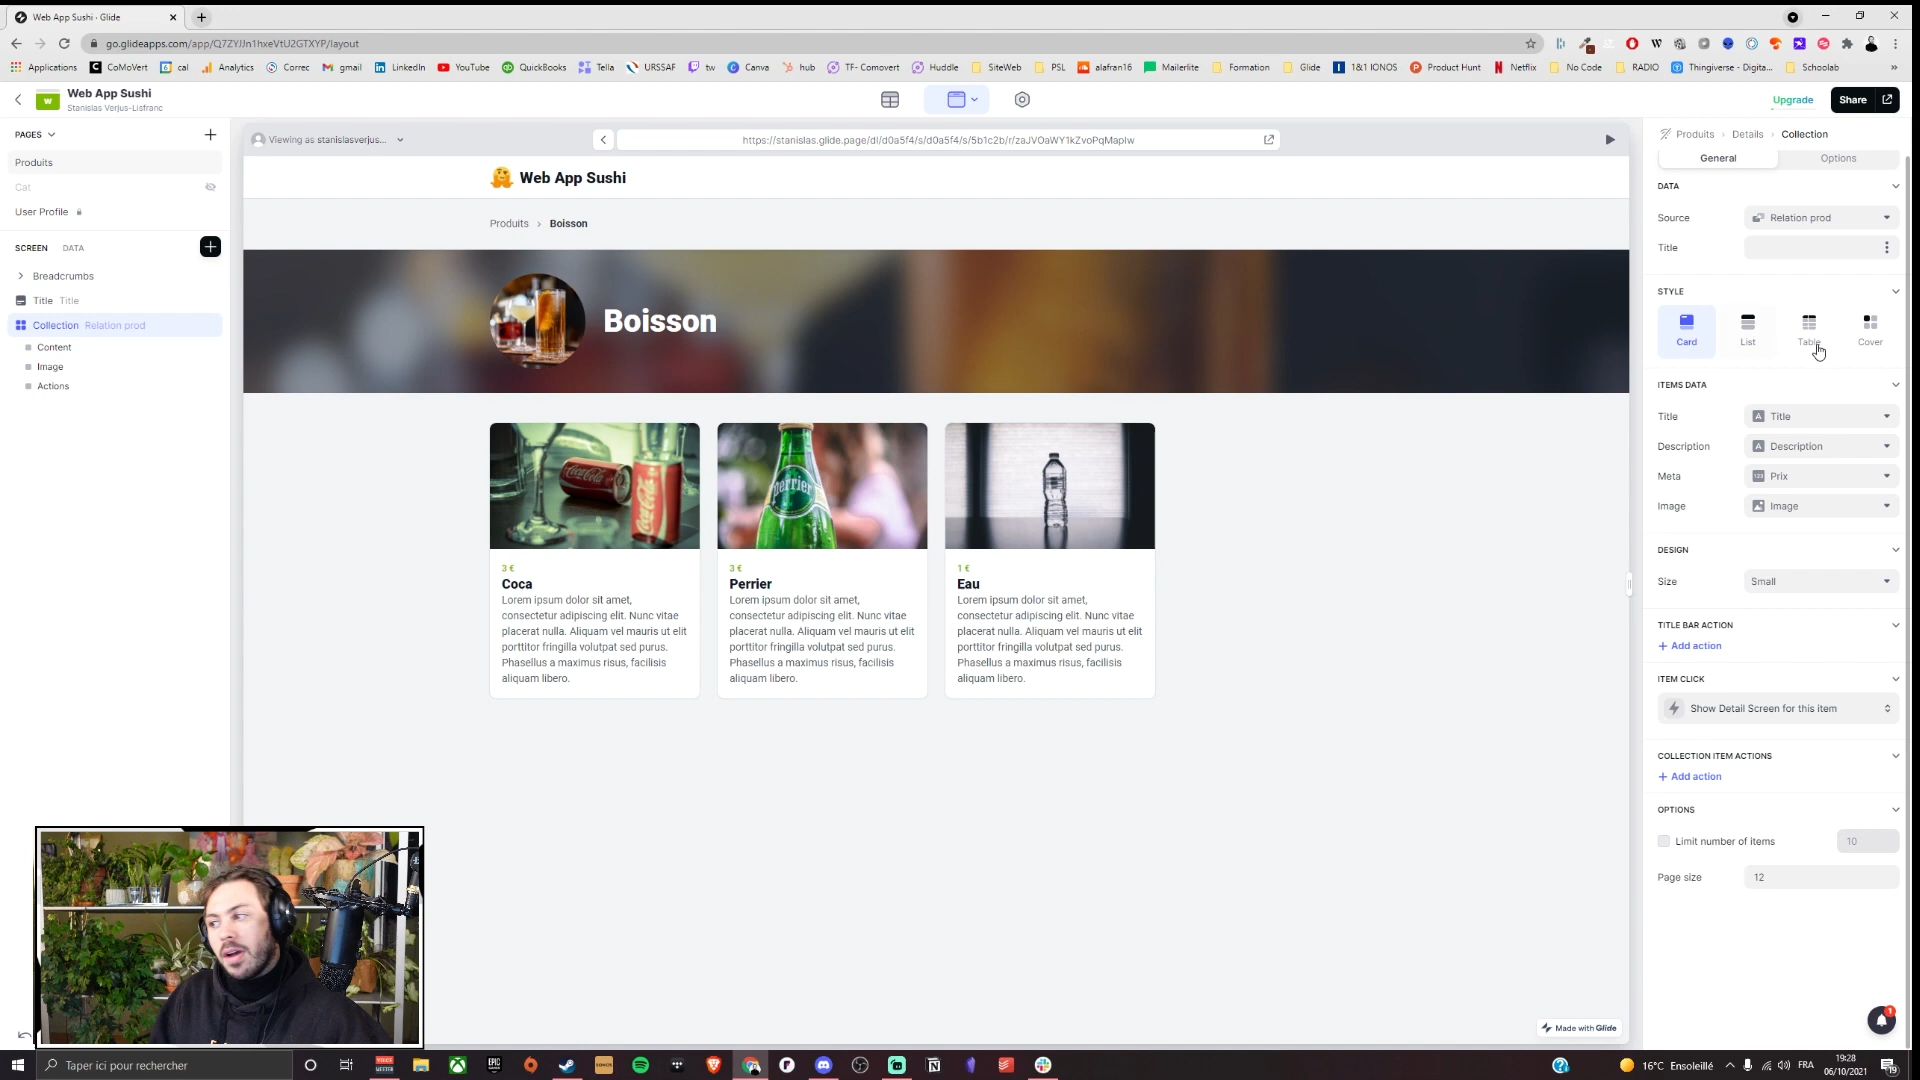 Web App Sushi · Glide
go.glideapps.com/app/Q7ZYJJn1hxeVtU2GTXYP/layout
Applications CoMoVert cal Analytics Correc gmail LinkedIn YouTube QuickBooks Tella URSSAF tw Canva hub TF- Comovert Huddle SiteWeb PSL alafran16 Mailerlite Formation Glide 1&1 IONOS Product Hunt Netflix No Code RADIO Thingiverse - Digita... Schoolab
Web App Sushi
Stanislas Verjus-Lisfranc
Upgrade Share
PAGES
Produits
Cat
User Profile
SCREEN DATA
Breadcrumbs
Title Title
Collection Relation prod
Content
Image
Actions
Viewing as stanislasverjus...
https://stanislas.glide.page/dl/d0a5f4/s/d0a5f4/s/5b1c2b/r/zaJVOaWY1kZvoPqMapIw
Web App Sushi
Produits > Boisson
Boisson
Coca-Cola
Coca-Cola
Perrier
3 €
Coca
Lorem ipsum dolor sit amet,
consectetur adipiscing elit. Nunc vitae
placerat nulla. Aliquam vel mauris ut elit
porttitor fringilla volutpat sed purus.
Phasellus a maximus risus, facilisis
aliquam libero.
3 €
Perrier
Lorem ipsum dolor sit amet,
consectetur adipiscing elit. Nunc vitae
placerat nulla. Aliquam vel mauris ut elit
porttitor fringilla volutpat sed purus.
Phasellus a maximus risus, facilisis
aliquam libero.
1 €
Eau
Lorem ipsum dolor sit amet,
consectetur adipiscing elit. Nunc vitae
placerat nulla. Aliquam vel mauris ut elit
porttitor fringilla volutpat sed purus.
Phasellus a maximus risus, facilisis
aliquam libero.
Made with Glide
Produits > Details > Collection
General Options
DATA
Source Relation prod
Title
STYLE
Card List Table Cover
ITEMS DATA
Title Title
Description Description
Meta Prix
Image Image
DESIGN
Size Small
TITLE BAR ACTION
+ Add action
ITEM CLICK
Show Detail Screen for this item
COLLECTION ITEM ACTIONS
+ Add action
OPTIONS
Limit number of items 10
Page size 12
1
Taper ici pour rechercher
16°C Ensoleillé
FRA
19:28
06/10/2021
19